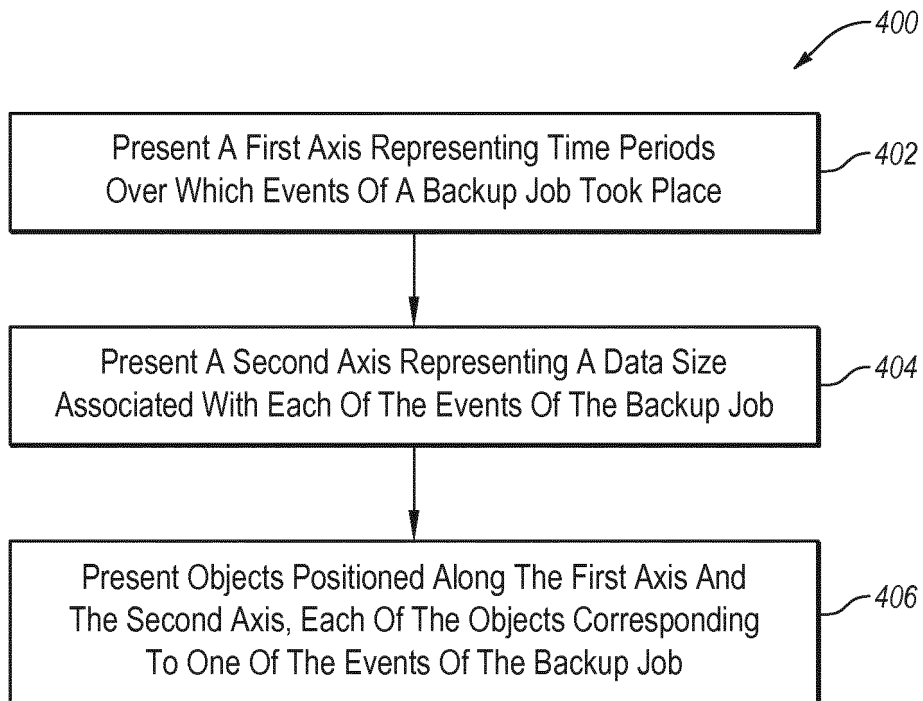 400
Present A First Axis Representing Time Periods
Over Which Events Of A Backup Job Took Place
402
Present A Second Axis Representing A Data Size
Associated With Each Of The Events Of The Backup Job
404
Present Objects Positioned Along The First Axis And
The Second Axis, Each Of The Objects Corresponding
To One Of The Events Of The Backup Job
406